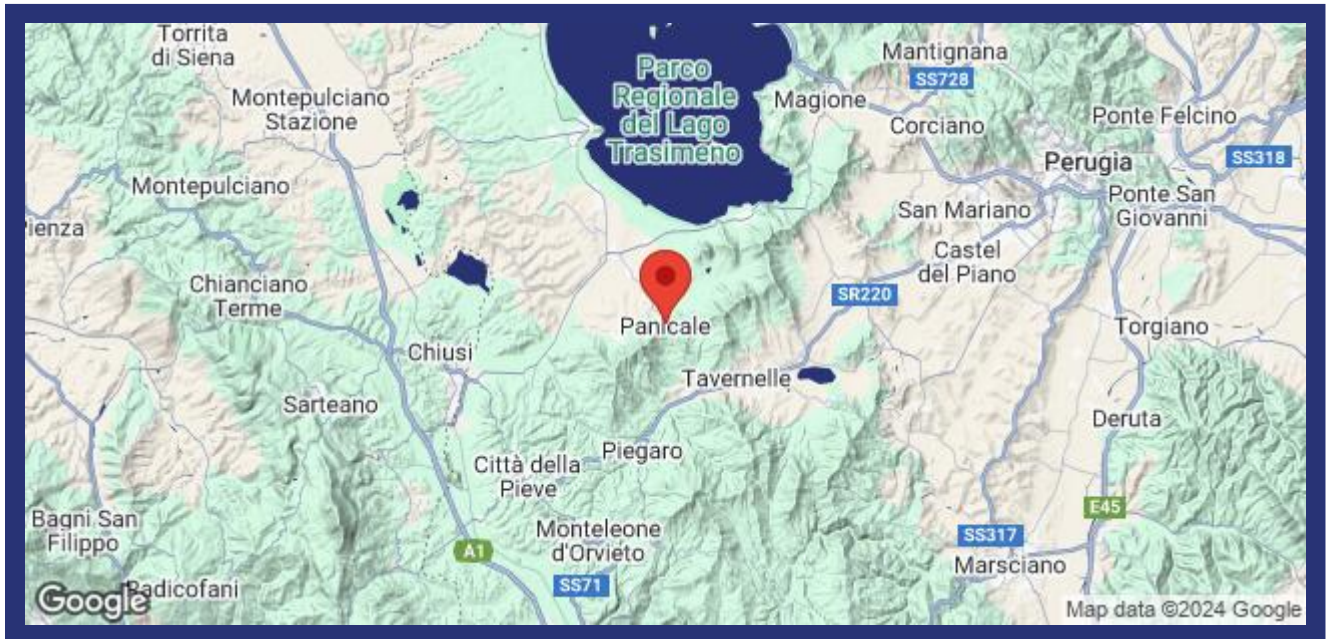 Torrita
di Siena
Parco
Regionale
del Lago
Trasimeno
Mantignana
SS728
Montepulciano
Stazione
Magione
Corciano
Ponte Felcino
SS318
Perugia
Montepulciano
Ponte San
Giovanni
San Mariano
Castel
del Piano
Chianciano
Terme
SR220
Panicale
Torgiano
Chiusi
Tavernelle
Sarteano
Deruta
Piegaro
Città della
Pieve
E45
Bagni San
Filippo
Monteleone
d'Orvieto
SS317
A1
Marsciano
SS71
Radicofani
Google
Map data ©2024 Google